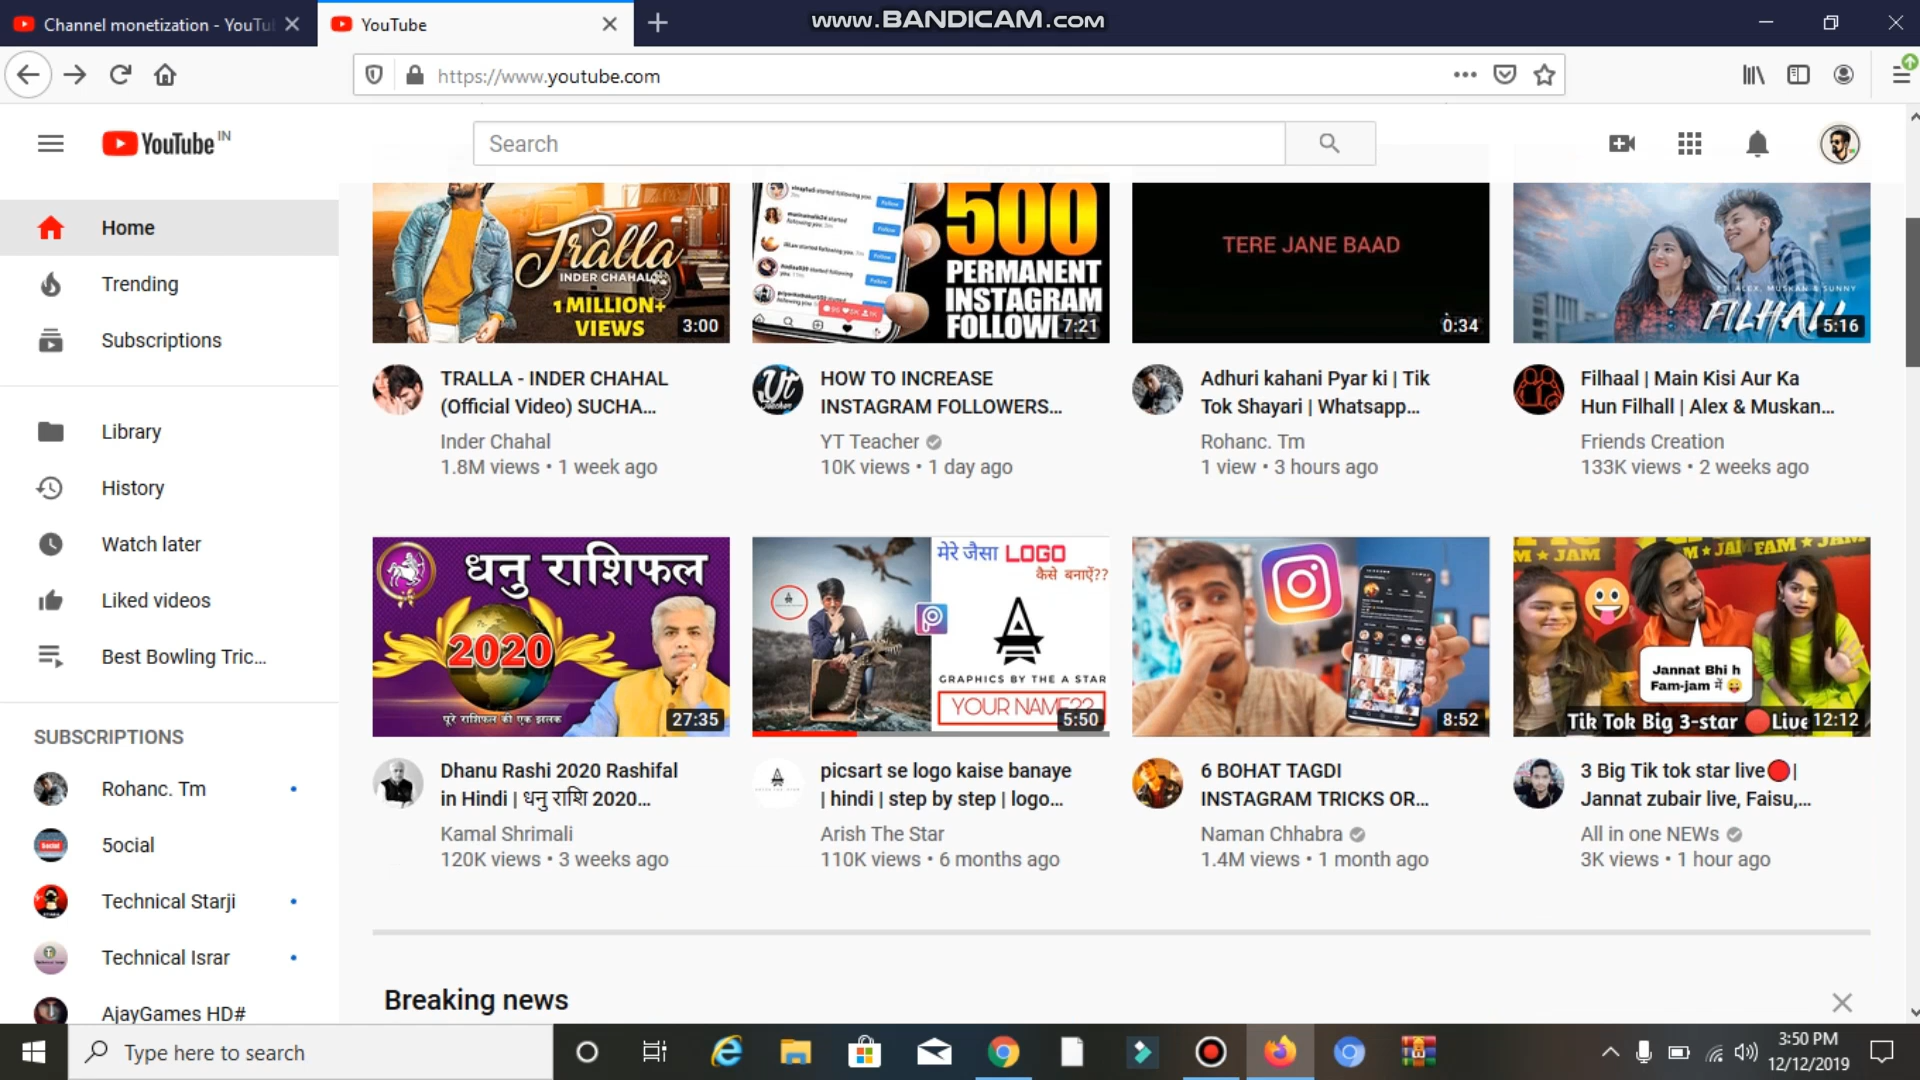 Channel monetization - YouTu
YouTube
www.BANDICAM.com
https://www.youtube.com
YouTube IN
Search
Home
Trending
Subscriptions
Library
History
Watch later
Liked videos
Best Bowling Tric...
SUBSCRIPTIONS
Rohanc. Tm
5ocial
Technical Starji
Technical Israr
AjayGames HD#
Tralla
INDER CHAHAL
1 MILLION+
VIEWS
3:00
500
PERMANENT
INSTAGRAM
7:21
TERE JANE BAAD
0:34
FT. ALEX, MUSKAN & SUNNY
FILHALL
5:16
TRALLA - INDER CHAHAL
(Official Video) SUCHA...
Inder Chahal
1.8M views • 1 week ago
HOW TO INCREASE
INSTAGRAM FOLLOWERS...
YT Teacher
10K views • 1 day ago
Adhuri kahani Pyar ki | Tik
Tok Shayari | Whatsapp...
Rohanc. Tm
1 view • 3 hours ago
Filhaal | Main Kisi Aur Ka
Hun Filhall | Alex & Muskan...
Friends Creation
133K views • 2 weeks ago
धनु राशिफल
2020
पूरे राशिफल की एक झलक
27:35
मेरे जैसा LOGO
कैसे बनाऐं??
GRAPHICS BY THE A STAR
YOUR NAME??
5:50
8:52
Jannat Bhi h
Fam-jam में
Tik Tok Big 3-star Live
12:12
Dhanu Rashi 2020 Rashifal
in Hindi | धनु राशि 2020...
Kamal Shrimali
120K views • 3 weeks ago
picsart se logo kaise banaye
| hindi | step by step | logo...
Arish The Star
110K views • 6 months ago
6 BOHAT TAGDI
INSTAGRAM TRICKS OR...
Naman Chhabra
1.4M views • 1 month ago
3 Big Tik tok star live🔴|
Jannat zubair live, Faisu,...
All in one NEWs
3K views • 1 hour ago
Breaking news
Type here to search
3:50 PM
12/12/2019